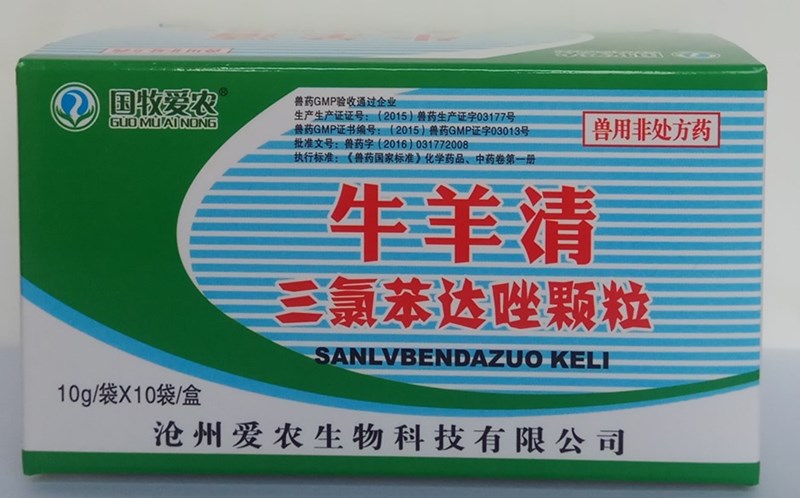 国牧爱农®
GUO MU AI NONG
兽药GMP验收通过企业
生产生产证证号：（2015）兽药生产证字03177号
兽药GMP证书编号：（2015）兽药GMP证字03013号
批准文号：兽药字（2016）031772008
执行标准：《兽药国家标准》化学药品、中药卷第一册
兽用非处方药
牛羊清
三氯苯达唑颗粒
SANLVBENDAZUO KELI
10g/袋X10袋/盒
沧州爱农生物科技有限公司